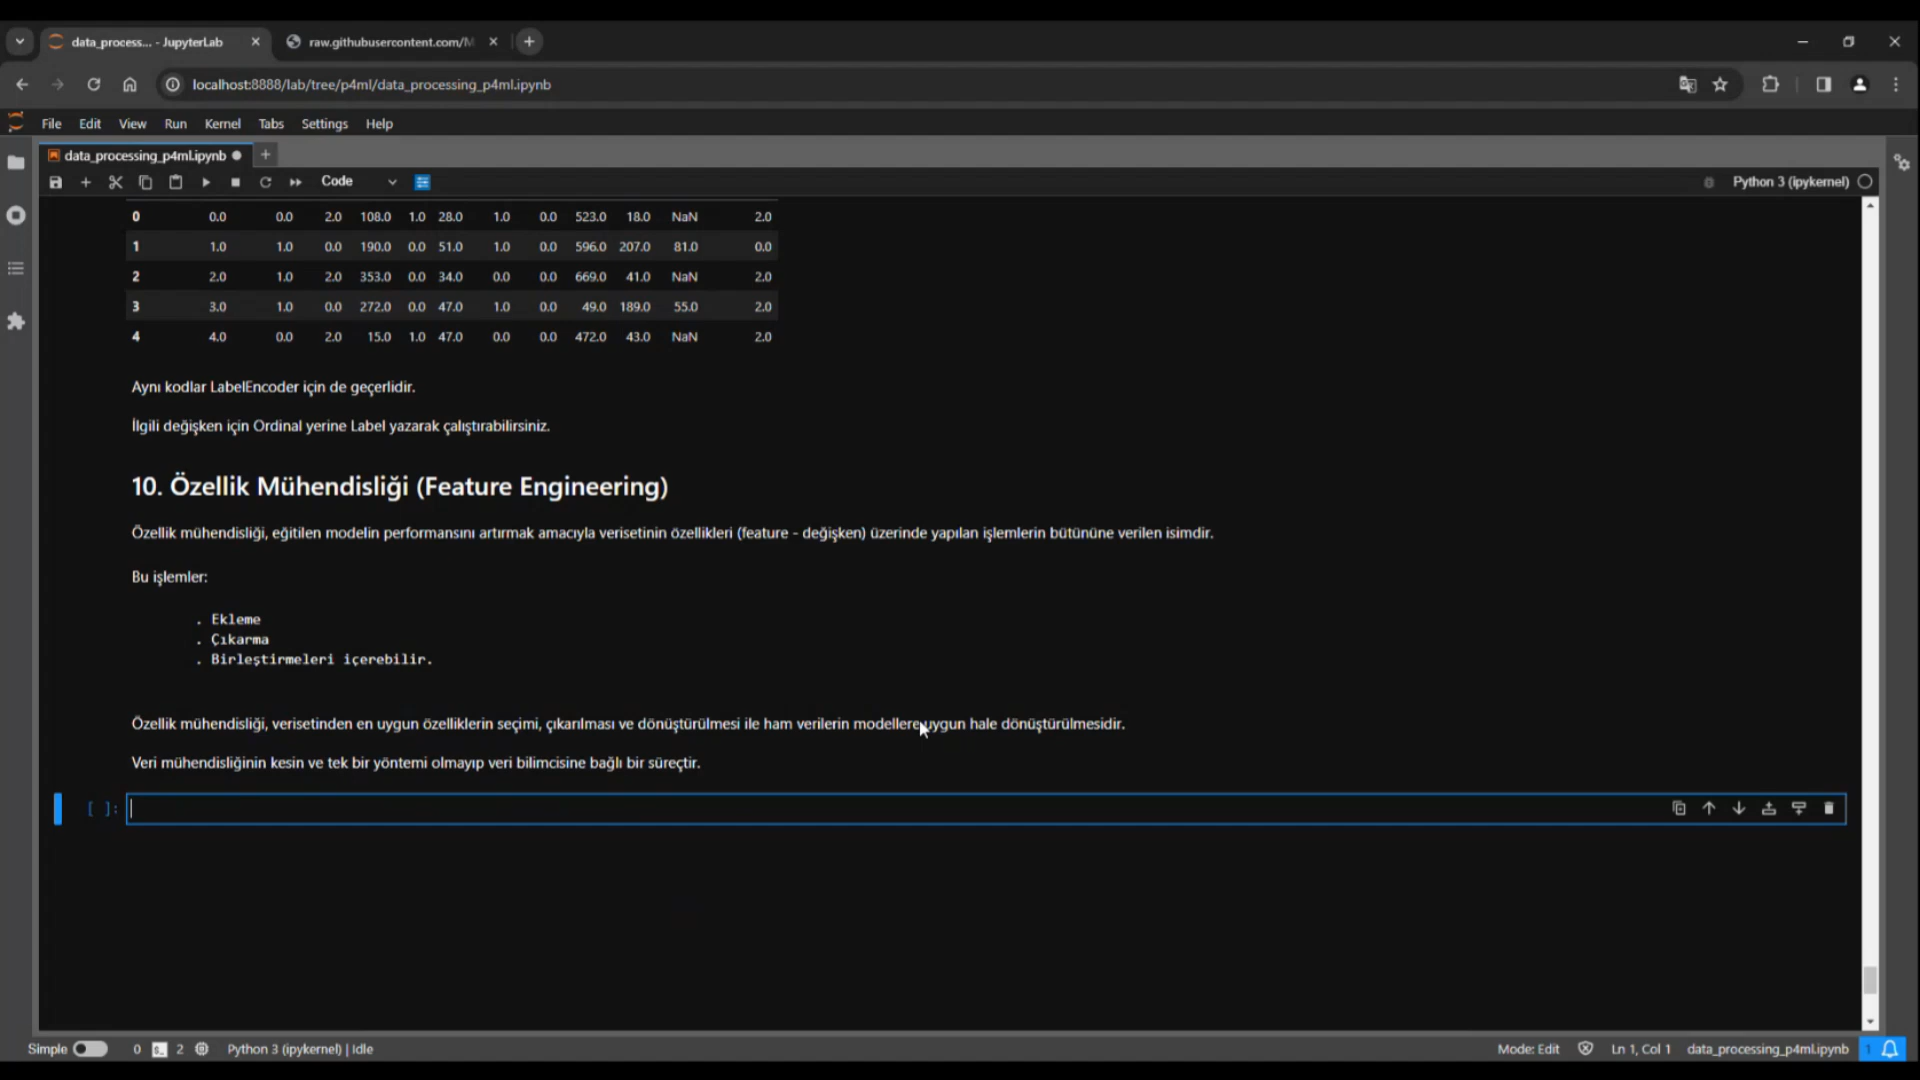 data_process... - JupyterLab
raw.githubusercontent.com/M
localhost:8888/lab/tree/p4ml/data_processing_p4ml.ipynb
File Edit View Run Kernel Tabs Settings Help
data_processing_p4ml.ipynb
Code
Python 3 (ipykernel)
0 0.0 0.0 2.0 108.0 1.0 28.0 1.0 0.0 523.0 18.0 NaN 2.0
1 1.0 1.0 0.0 190.0 0.0 51.0 1.0 0.0 596.0 207.0 81.0 0.0
2 2.0 1.0 2.0 353.0 0.0 34.0 0.0 0.0 669.0 41.0 NaN 2.0
3 3.0 1.0 0.0 272.0 0.0 47.0 1.0 0.0 49.0 189.0 55.0 2.0
4 4.0 0.0 2.0 15.0 1.0 47.0 0.0 0.0 472.0 43.0 NaN 2.0
Aynı kodlar LabelEncoder için de geçerlidir.
İlgili değişken için Ordinal yerine Label yazarak çalıştırabilirsiniz.
10. Özellik Mühendisliği (Feature Engineering)
Özellik mühendisliği, eğitilen modelin performansını artırmak amacıyla verisetinin özellikleri (feature - değişken) üzerinde yapılan işlemlerin bütününe verilen isimdir.
Bu işlemler:
. Ekleme
. Çıkarma
. Birleştirmeleri içerebilir.
Özellik mühendisliği, verisetinden en uygun özelliklerin seçimi, çıkarılması ve dönüştürülmesi ile ham verilerin modellere uygun hale dönüştürülmesidir.
Veri mühendisliğinin kesin ve tek bir yöntemi olmayıp veri bilimcisine bağlı bir süreçtir.
[ ]:
Simple 0 2 Python 3 (ipykernel) | Idle Mode: Edit Ln 1, Col 1 data_processing_p4ml.ipynb 1